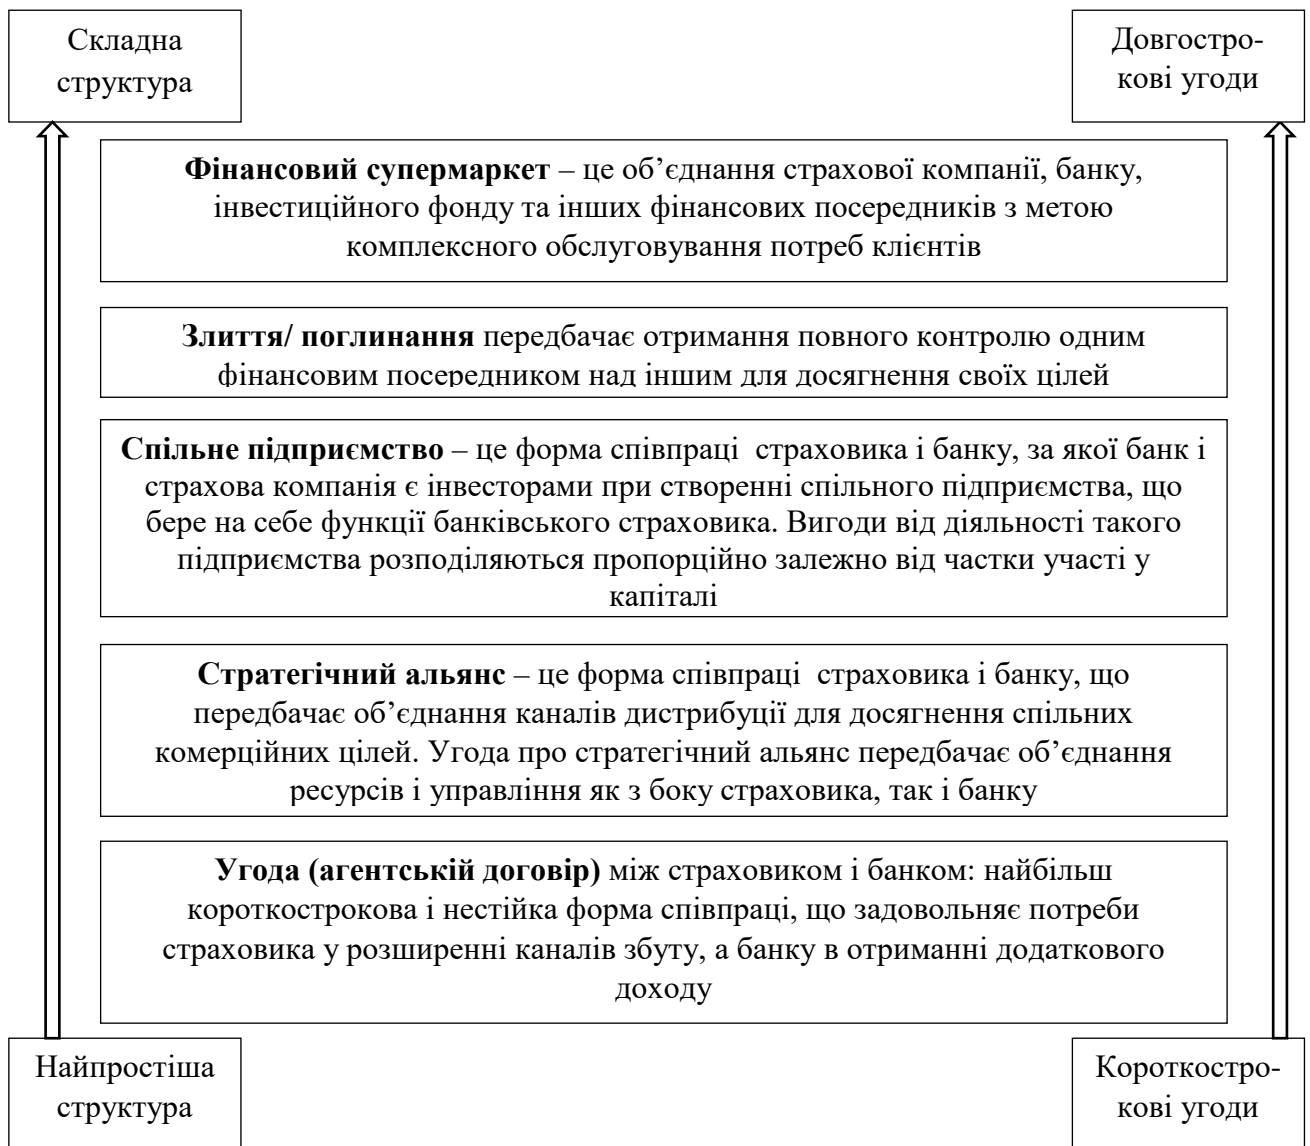 Складна
структура
Довгостро-
кові угоди
Фінансовий супермаркет – це об’єднання страхової компанії, банку,
інвестиційного фонду та інших фінансових посередників з метою
комплексного обслуговування потреб клієнтів
Злиття/ поглинання передбачає отримання повного контролю одним
фінансовим посередником над іншим для досягнення своїх цілей
Спільне підприємство – це форма співпраці  страховика і банку, за якої банк і
страхова компанія є інвесторами при створенні спільного підприємства, що
бере на себе функції банківського страховика. Вигоди від діяльності такого
підприємства розподіляються пропорційно залежно від частки участі у
капіталі
Стратегічний альянс – це форма співпраці  страховика і банку, що
передбачає об’єднання каналів дистрибуції для досягнення спільних
комерційних цілей. Угода про стратегічний альянс передбачає об’єднання
ресурсів і управління як з боку страховика, так і банку
Угода (агентській договір) між страховиком і банком: найбільш
короткострокова і нестійка форма співпраці, що задовольняє потреби
страховика у розширенні каналів збуту, а банку в отриманні додаткового
доходу
Найпростіша
структура
Короткостро-
кові угоди